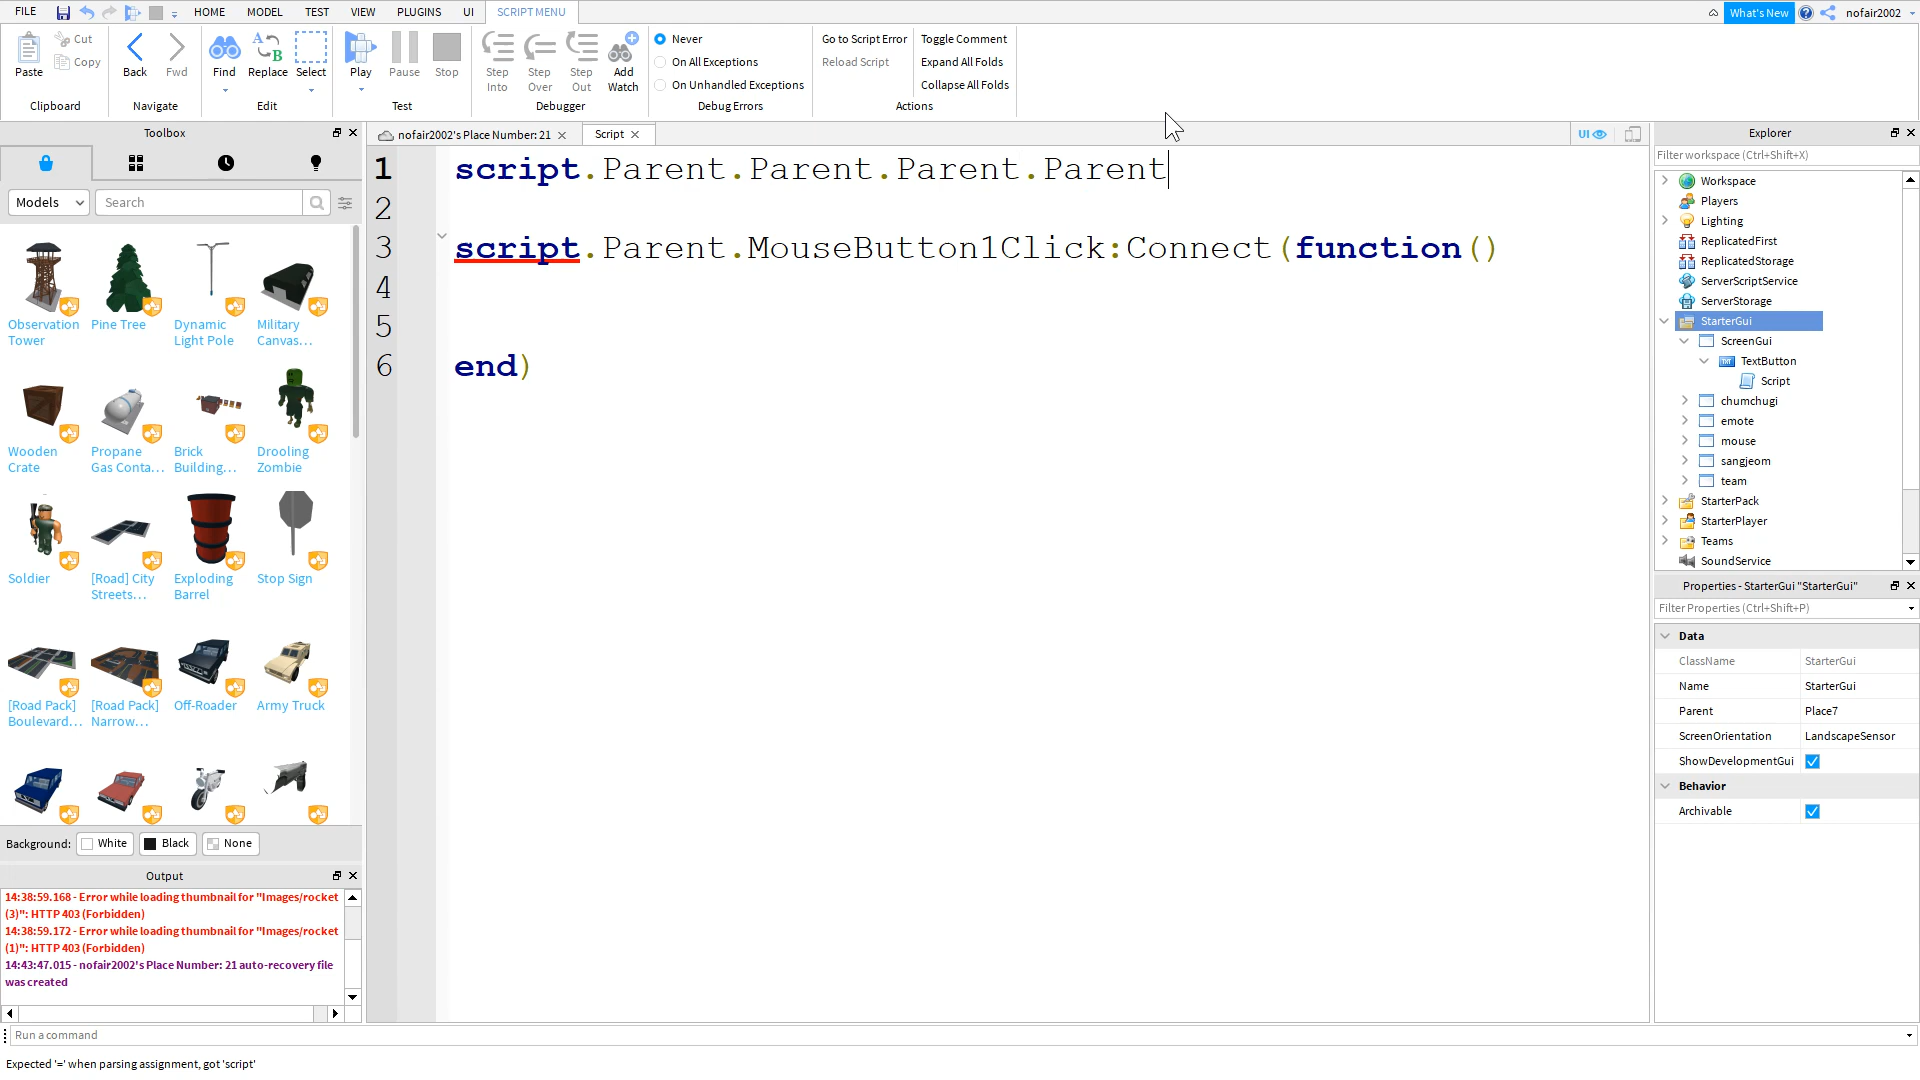 FILE HOME MODEL TEST VIEW PLUGINS UI SCRIPT MENU What's New nofair2002
Paste Cut Copy Back Fwd Find Replace Select Play Pause Stop Step Into Step Over Step Out Add Watch
Never Go to Script Error Toggle Comment
On All Exceptions Reload Script Expand All Folds
On Unhandled Exceptions Collapse All Folds
Clipboard Navigate Edit Test Debugger Debug Errors Actions
Toolbox
Models Search
Observation Tower
Pine Tree
Dynamic Light Pole
Military Canvas...
Wooden Crate
Propane Gas Conta...
Brick Building...
Drooling Zombie
Soldier
[Road] City Streets...
Exploding Barrel
Stop Sign
[Road Pack] Boulevard...
[Road Pack] Narrow...
Off-Roader
Army Truck
Background: White Black None
Output
14:38:59.168 - Error while loading thumbnail for "Images/rocket
(3)": HTTP 403 (Forbidden)
14:38:59.172 - Error while loading thumbnail for "Images/rocket
(1)": HTTP 403 (Forbidden)
14:43:47.015 - nofair2002's Place Number: 21 auto-recovery file
was created
nofair2002's Place Number: 21 Script UI
1 script.Parent.Parent.Parent.Parent
2
3 script.Parent.MouseButton1Click:Connect(function()
4
5
6 end)
Explorer
Filter workspace (Ctrl+Shift+X)
Workspace
Players
Lighting
ReplicatedFirst
ReplicatedStorage
ServerScriptService
ServerStorage
StarterGui
ScreenGui
TXT TextButton
Script
chumchugi
emote
mouse
sangjeom
team
StarterPack
StarterPlayer
Teams
SoundService
Properties - StarterGui "StarterGui"
Filter Properties (Ctrl+Shift+P)
Data
ClassName StarterGui
Name StarterGui
Parent Place7
ScreenOrientation LandscapeSensor
ShowDevelopmentGui
Behavior
Archivable
Run a command
Expected '=' when parsing assignment, got 'script'